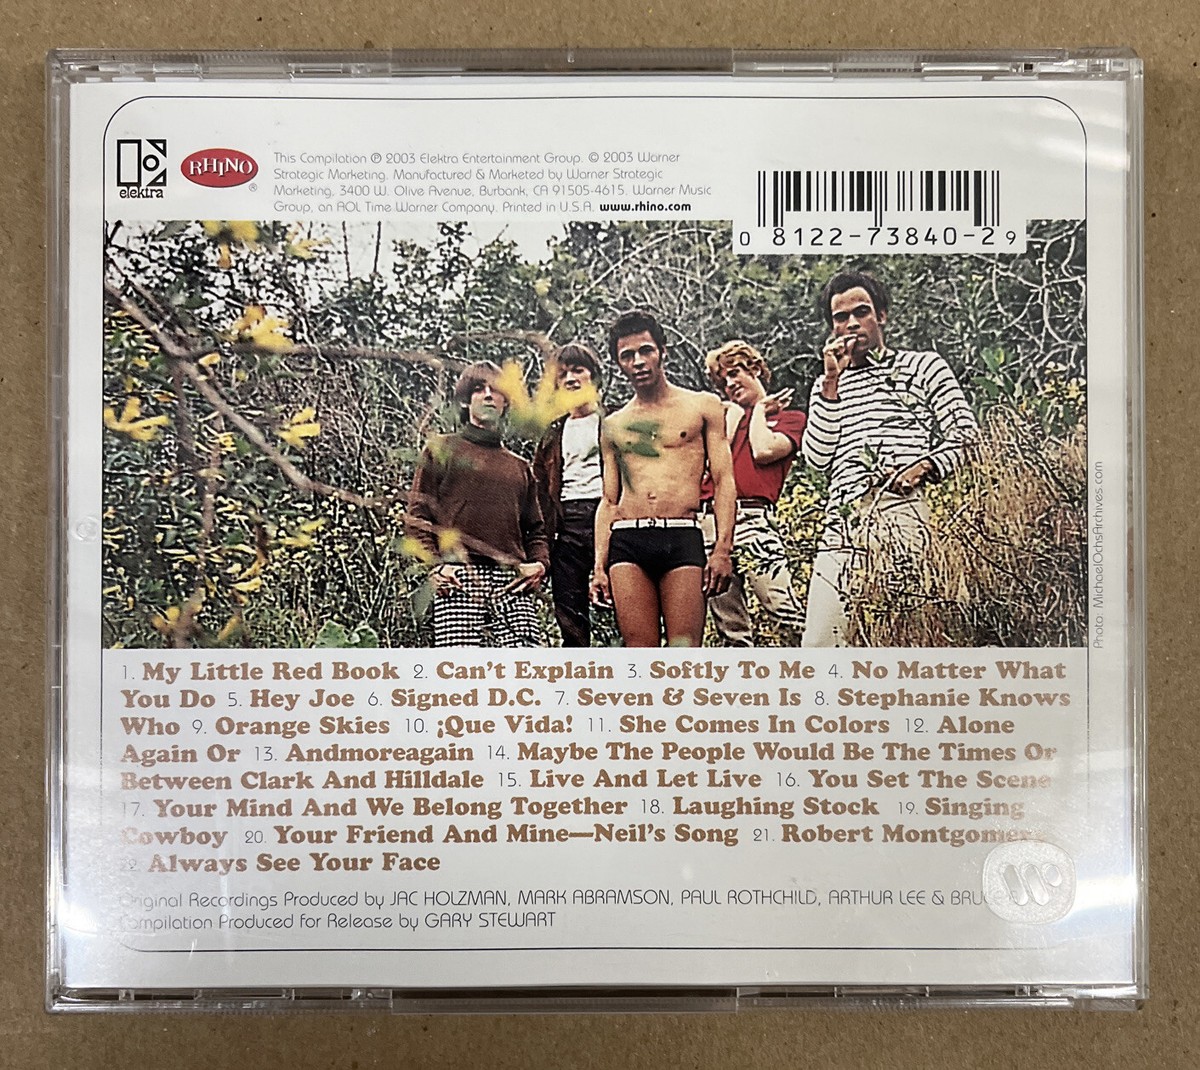 elektra
RHINO
®
This Compilation ℗ 2003 Elektra Entertainment Group. © 2003 Warner
Strategic Marketing. Manufactured & Marketed by Warner Strategic
Marketing, 3400 W. Olive Avenue, Burbank, CA 91505-4615. Warner Music
Group, an AOL Time Warner Company. Printed in U.S.A. www.rhino.com
0 8122-73840-2 9
Photo: MichaelOchsArchives.com
1. My Little Red Book 2. Can't Explain 3. Softly To Me 4. No Matter What
You Do 5. Hey Joe 6. Signed D.C. 7. Seven & Seven Is 8. Stephanie Knows
Who 9. Orange Skies 10. ¡Que Vida! 11. She Comes In Colors 12. Alone
Again Or 13. Andmoreagain 14. Maybe The People Would Be The Times Or
Between Clark And Hilldale 15. Live And Let Live 16. You Set The Scene
17. Your Mind And We Belong Together 18. Laughing Stock 19. Singing
Cowboy 20. Your Friend And Mine—Neil's Song 21. Robert Montgomery
22. Always See Your Face
Original Recordings Produced by JAC HOLZMAN, MARK ABRAMSON, PAUL ROTHCHILD, ARTHUR LEE &
Compilation Produced for Release by GARY STEWART